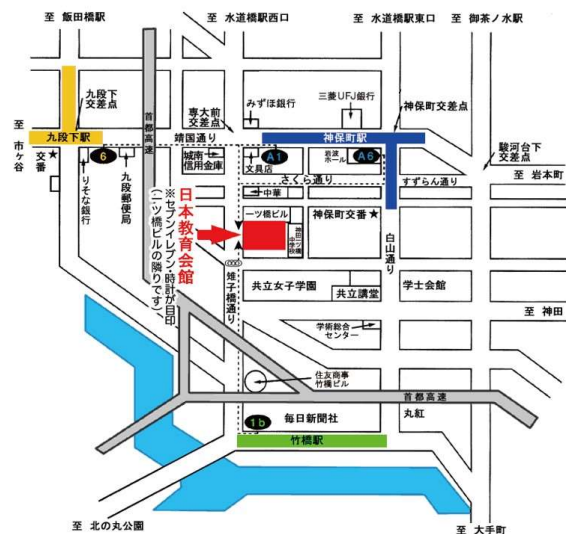 至 飯田橋駅
至 水道橋駅西口
至 水道橋駅東口
至 御茶ノ水駅
九段下
交差点
首都高速
専大前
交差点
みずほ銀行
三菱UFJ銀行
神保町交差点
至 市ヶ谷
九段下駅
靖国通り
神保町駅
駿河台下
交差点
交番★
6
城南
信用金庫
A1
文具店
岩波
ホール
A6
さくら通り
すずらん通り
至 岩本町
りそな銀行
九段郵便局
中華
日本教育会館
※セブンイレブン・時計が目印
(一ツ橋ビルの隣りです)
一ツ橋ビル
神田一ツ橋
中学校
神保町交番★
白山通り
雉子橋通り
共立女子学園
共立講堂
学士会館
至 神田
学術総合
センター
住友商事
竹橋ビル
首都高速
1b
毎日新聞社
丸紅
竹橋駅
至 北の丸公園
至 大手町